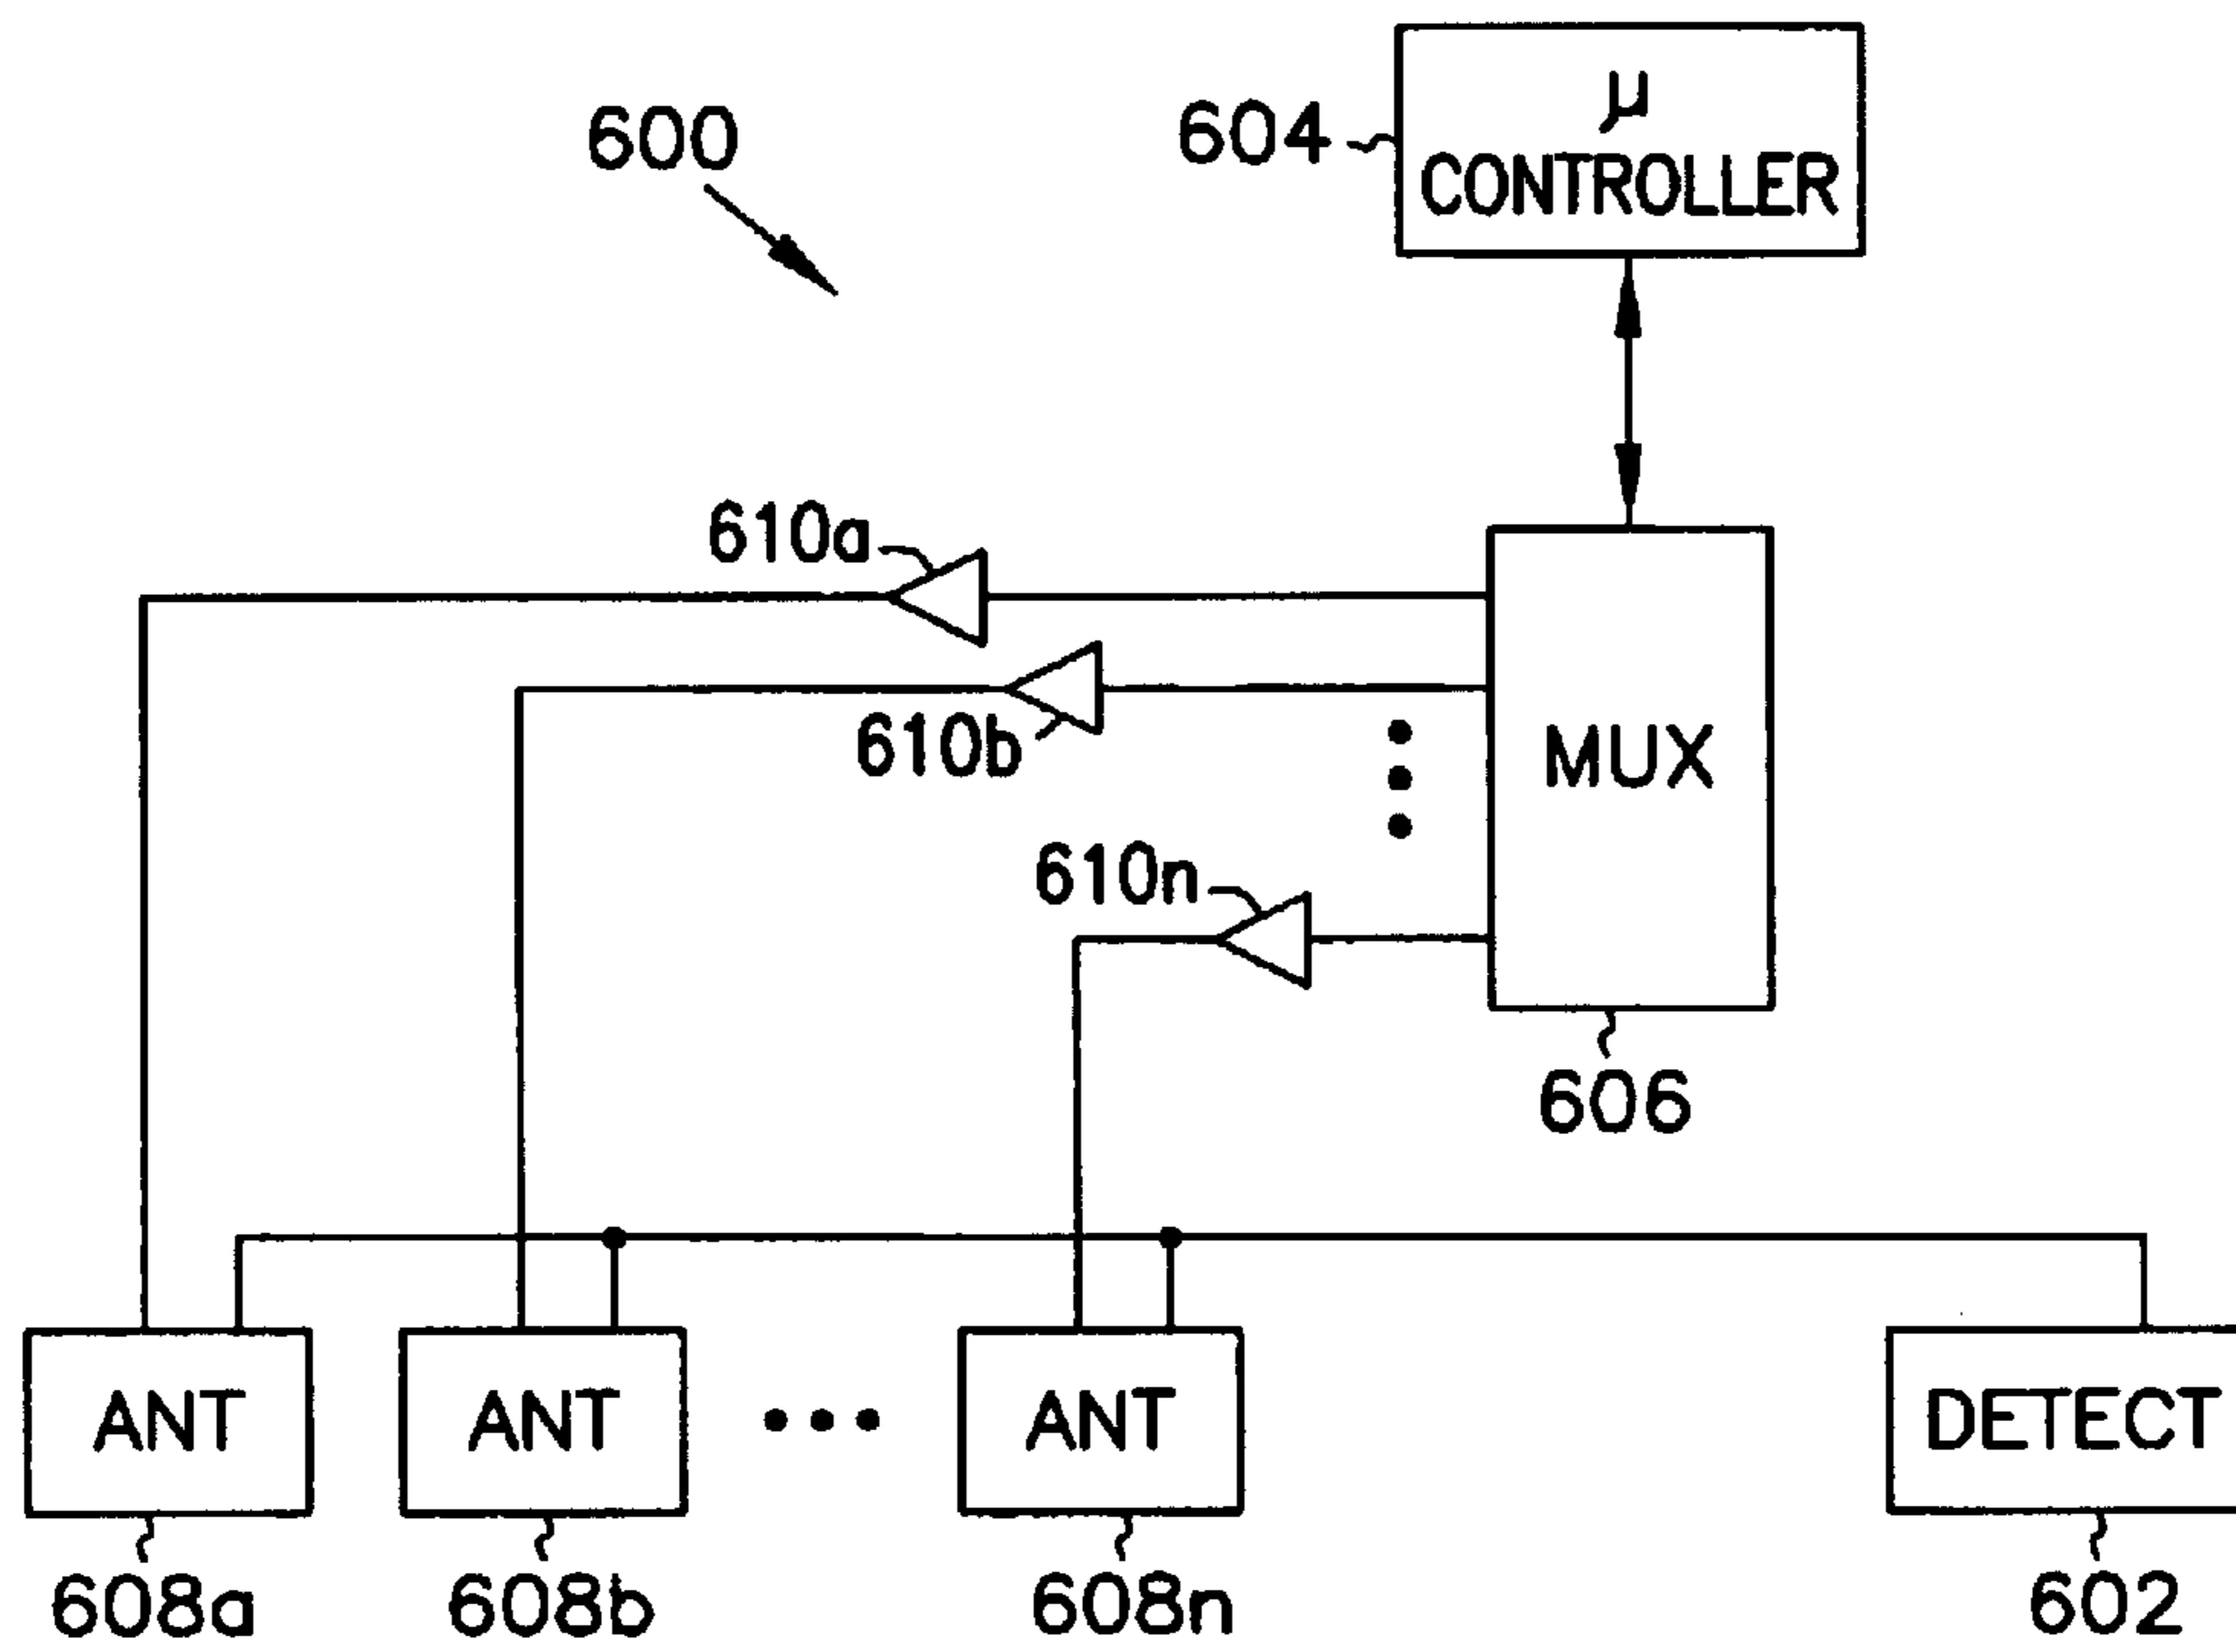 600
604
μ
CONTROLLER
610a
610b
MUX
610n
606
ANT
ANT
ANT
DETECT
608a
608b
608n
602